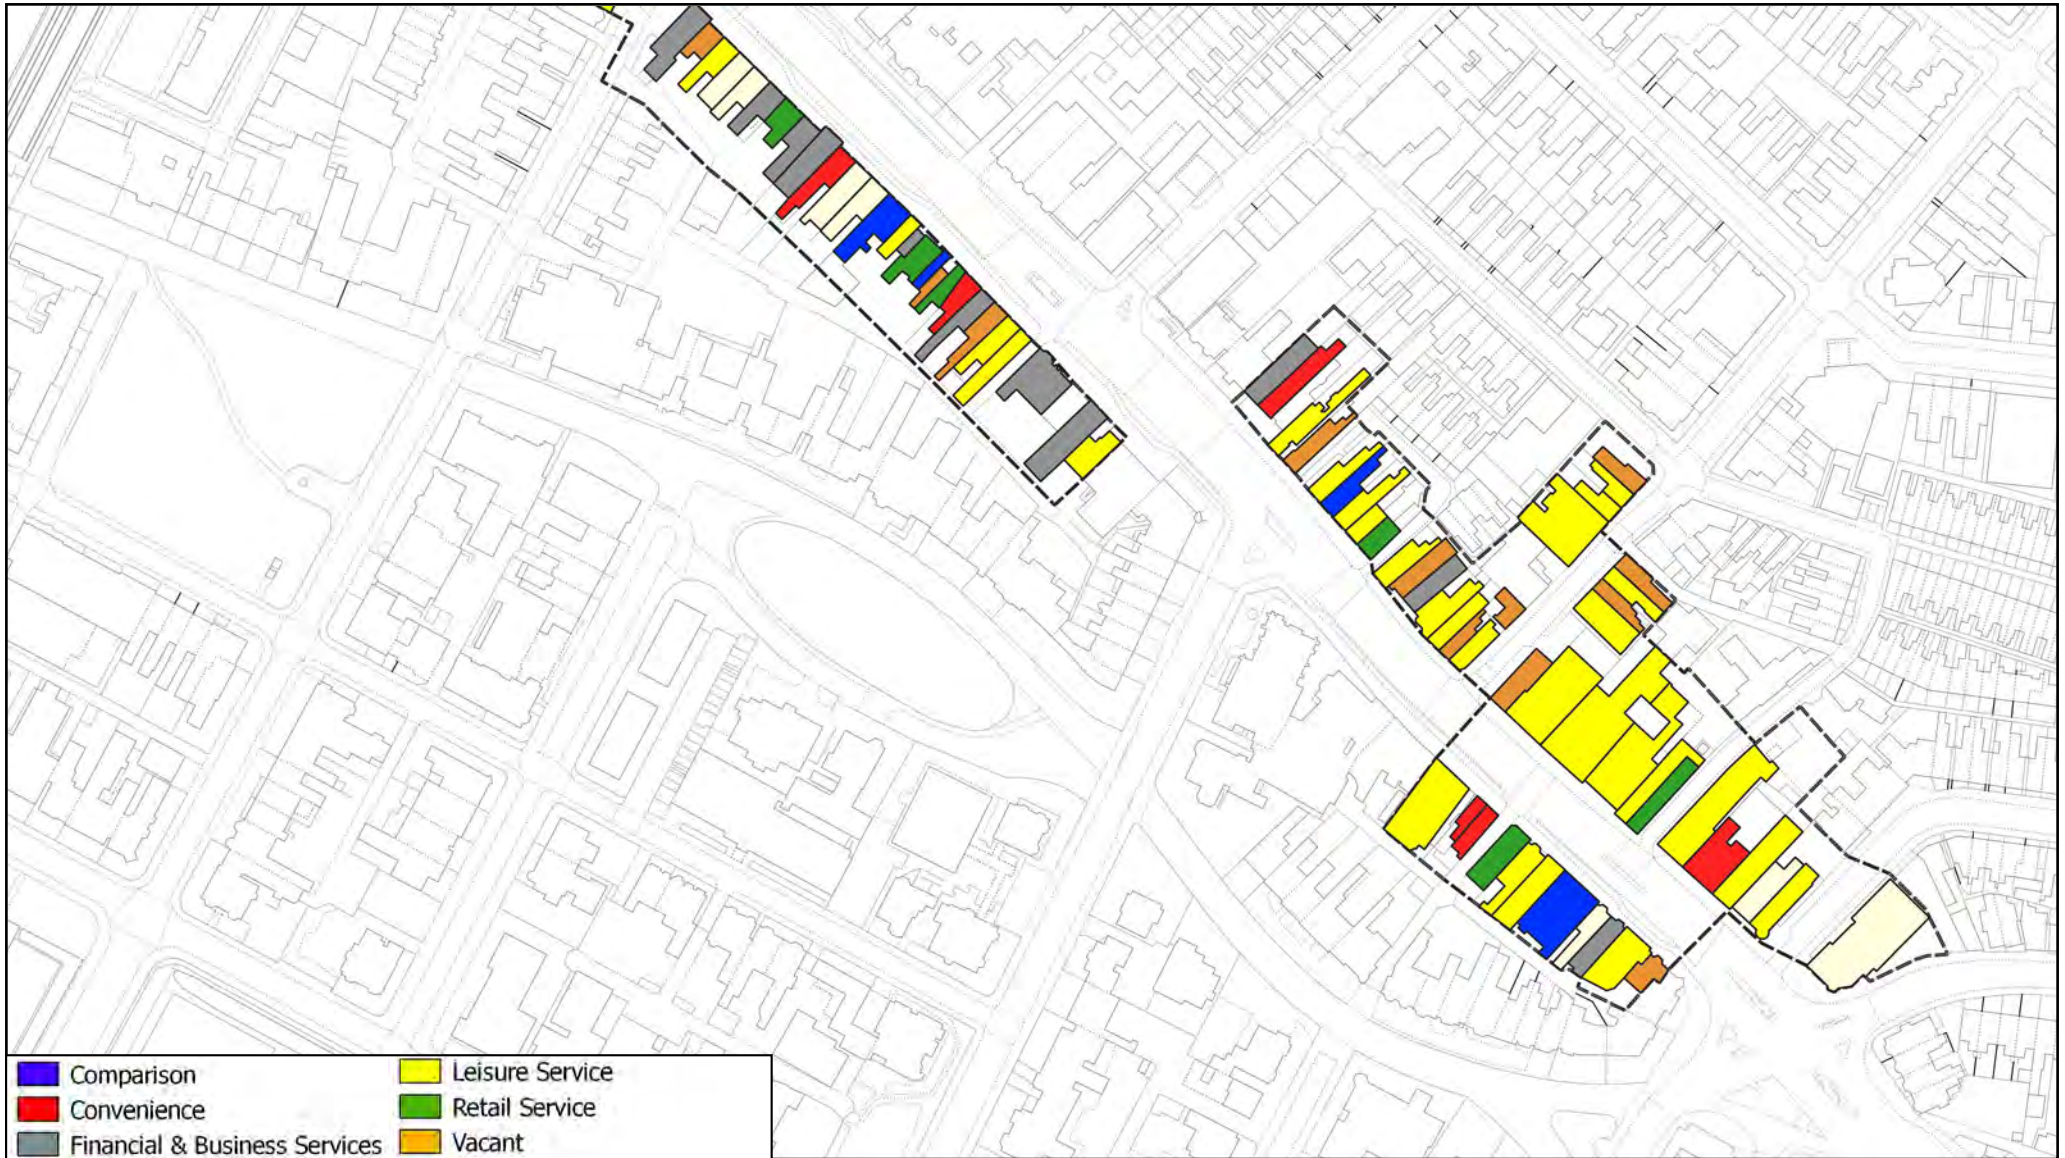 Comparison
Convenience
Financial & Business Services
Leisure Service
Retail Service
Vacant